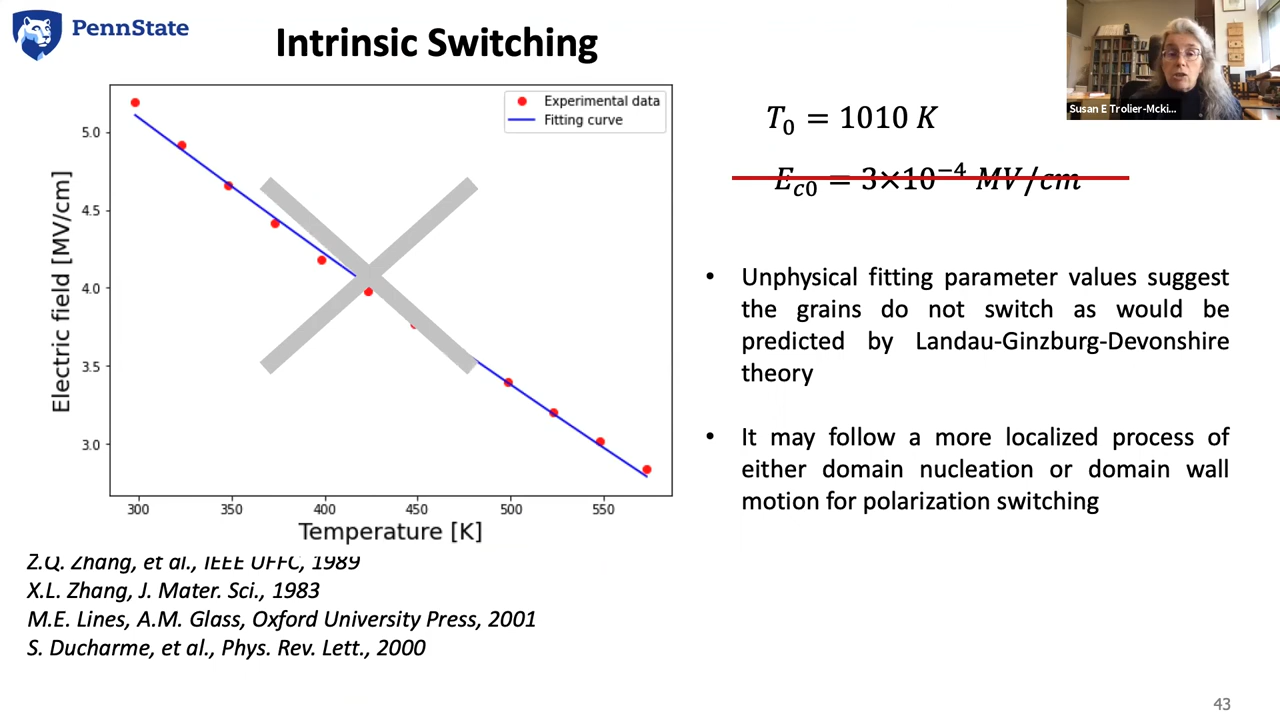 PennState
Intrinsic Switching
Susan E Trolier-Mcki...
Experimental data
Fitting curve
5.0
4.5
4.0
3.5
3.0
Electric field [MV/cm]
300 350 400 450 500 550
Temperature [K]
T₀ = 1010 K
E_c0 = 3×10⁻⁴ MV/cm
• Unphysical fitting parameter values suggest
the grains do not switch as would be
predicted by Landau-Ginzburg-Devonshire
theory
• It may follow a more localized process of
either domain nucleation or domain wall
motion for polarization switching
Z.Q. Zhang, et al., IEEE UFFC, 1989
X.L. Zhang, J. Mater. Sci., 1983
M.E. Lines, A.M. Glass, Oxford University Press, 2001
S. Ducharme, et al., Phys. Rev. Lett., 2000
43